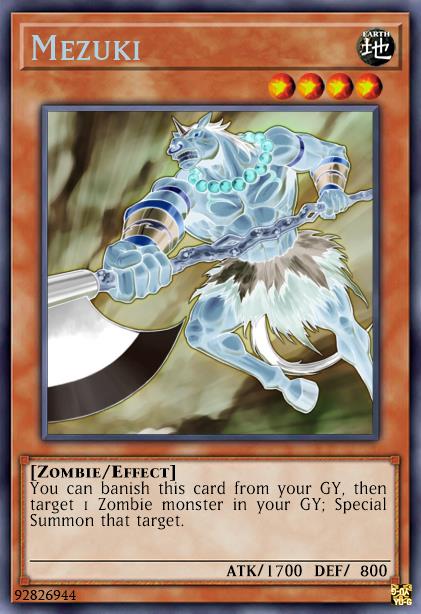 MEZUKI
EARTH
地
[ZOMBIE/EFFECT]
You can banish this card from your GY, then
target 1 Zombie monster in your GY; Special
Summon that target.
ATK/1700 DEF/ 800
92826944